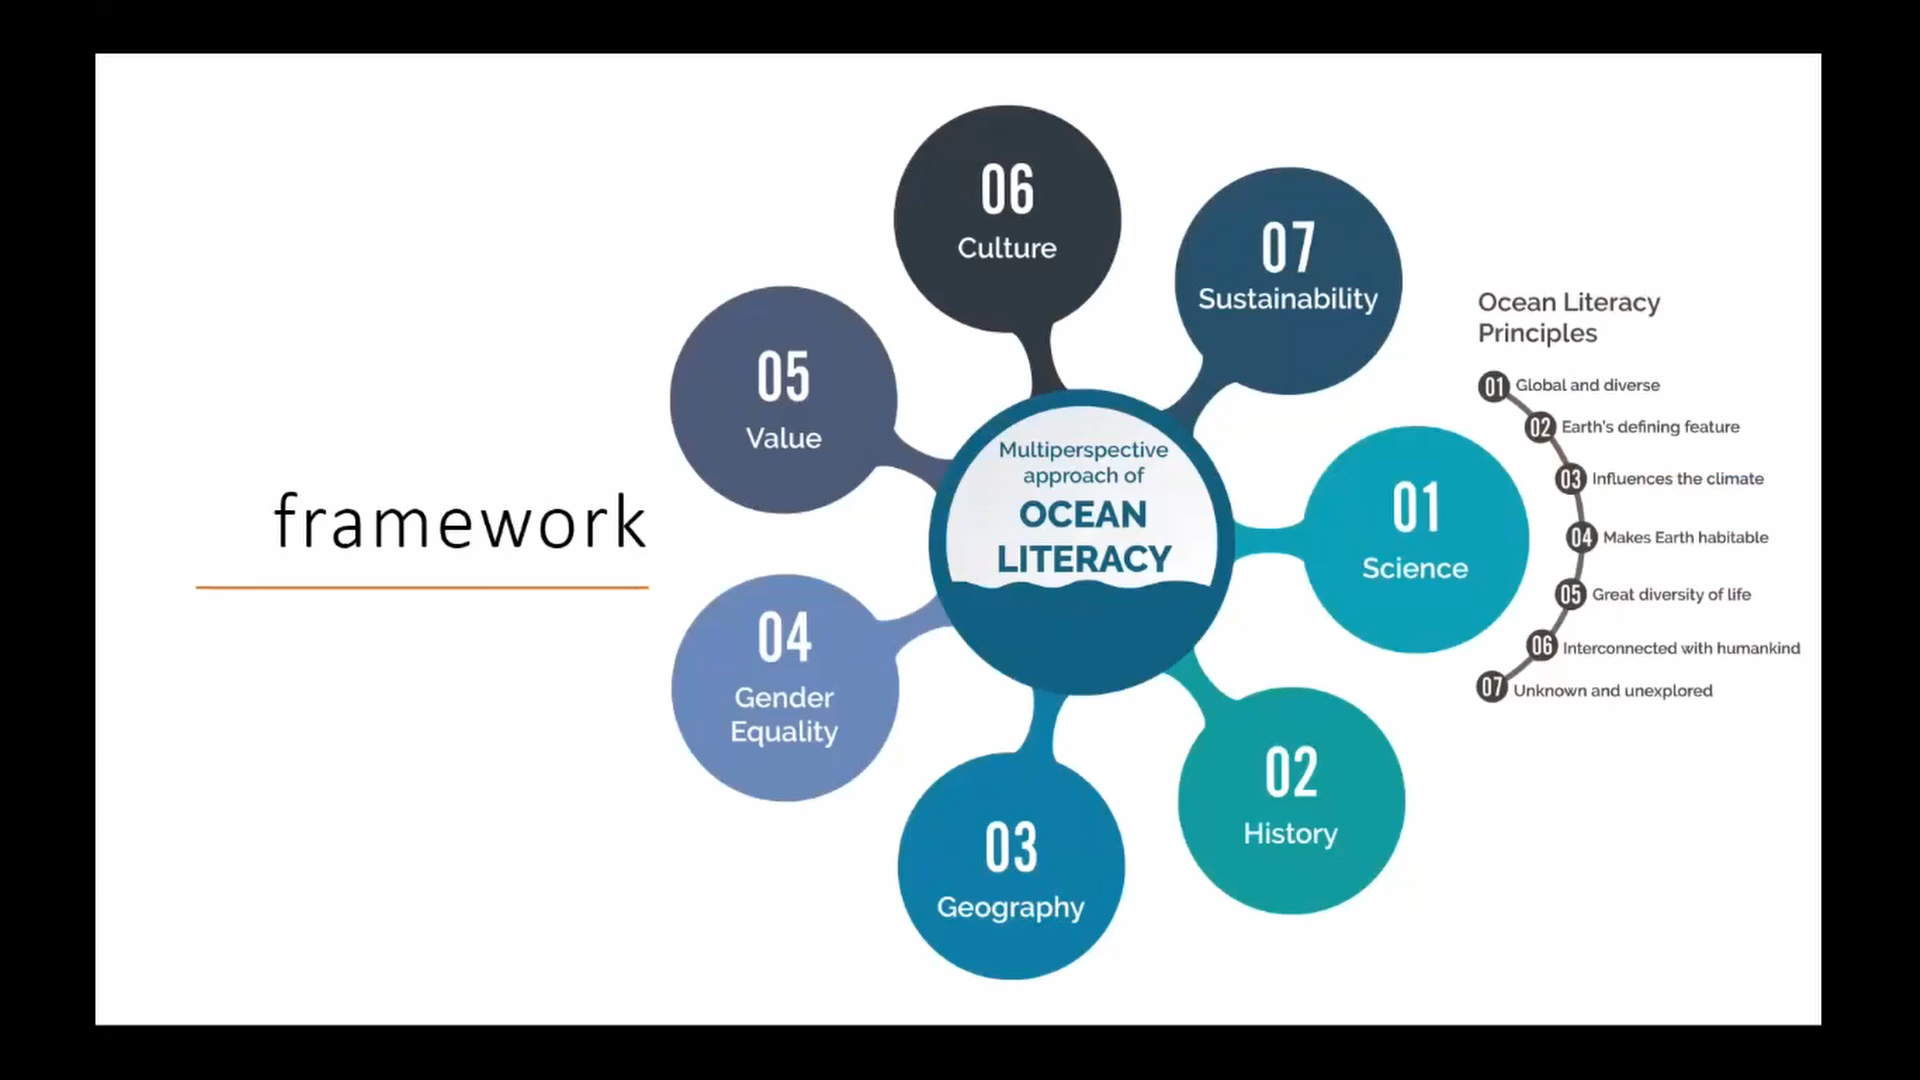 framework
Multiperspective
approach of
OCEAN
LITERACY
01
Science
02
History
03
Geography
04
Gender
Equality
05
Value
06
Culture
07
Sustainability
Ocean Literacy
Principles
01 Global and diverse
02 Earth's defining feature
03 Influences the climate
04 Makes Earth habitable
05 Great diversity of life
06 Interconnected with humankind
07 Unknown and unexplored